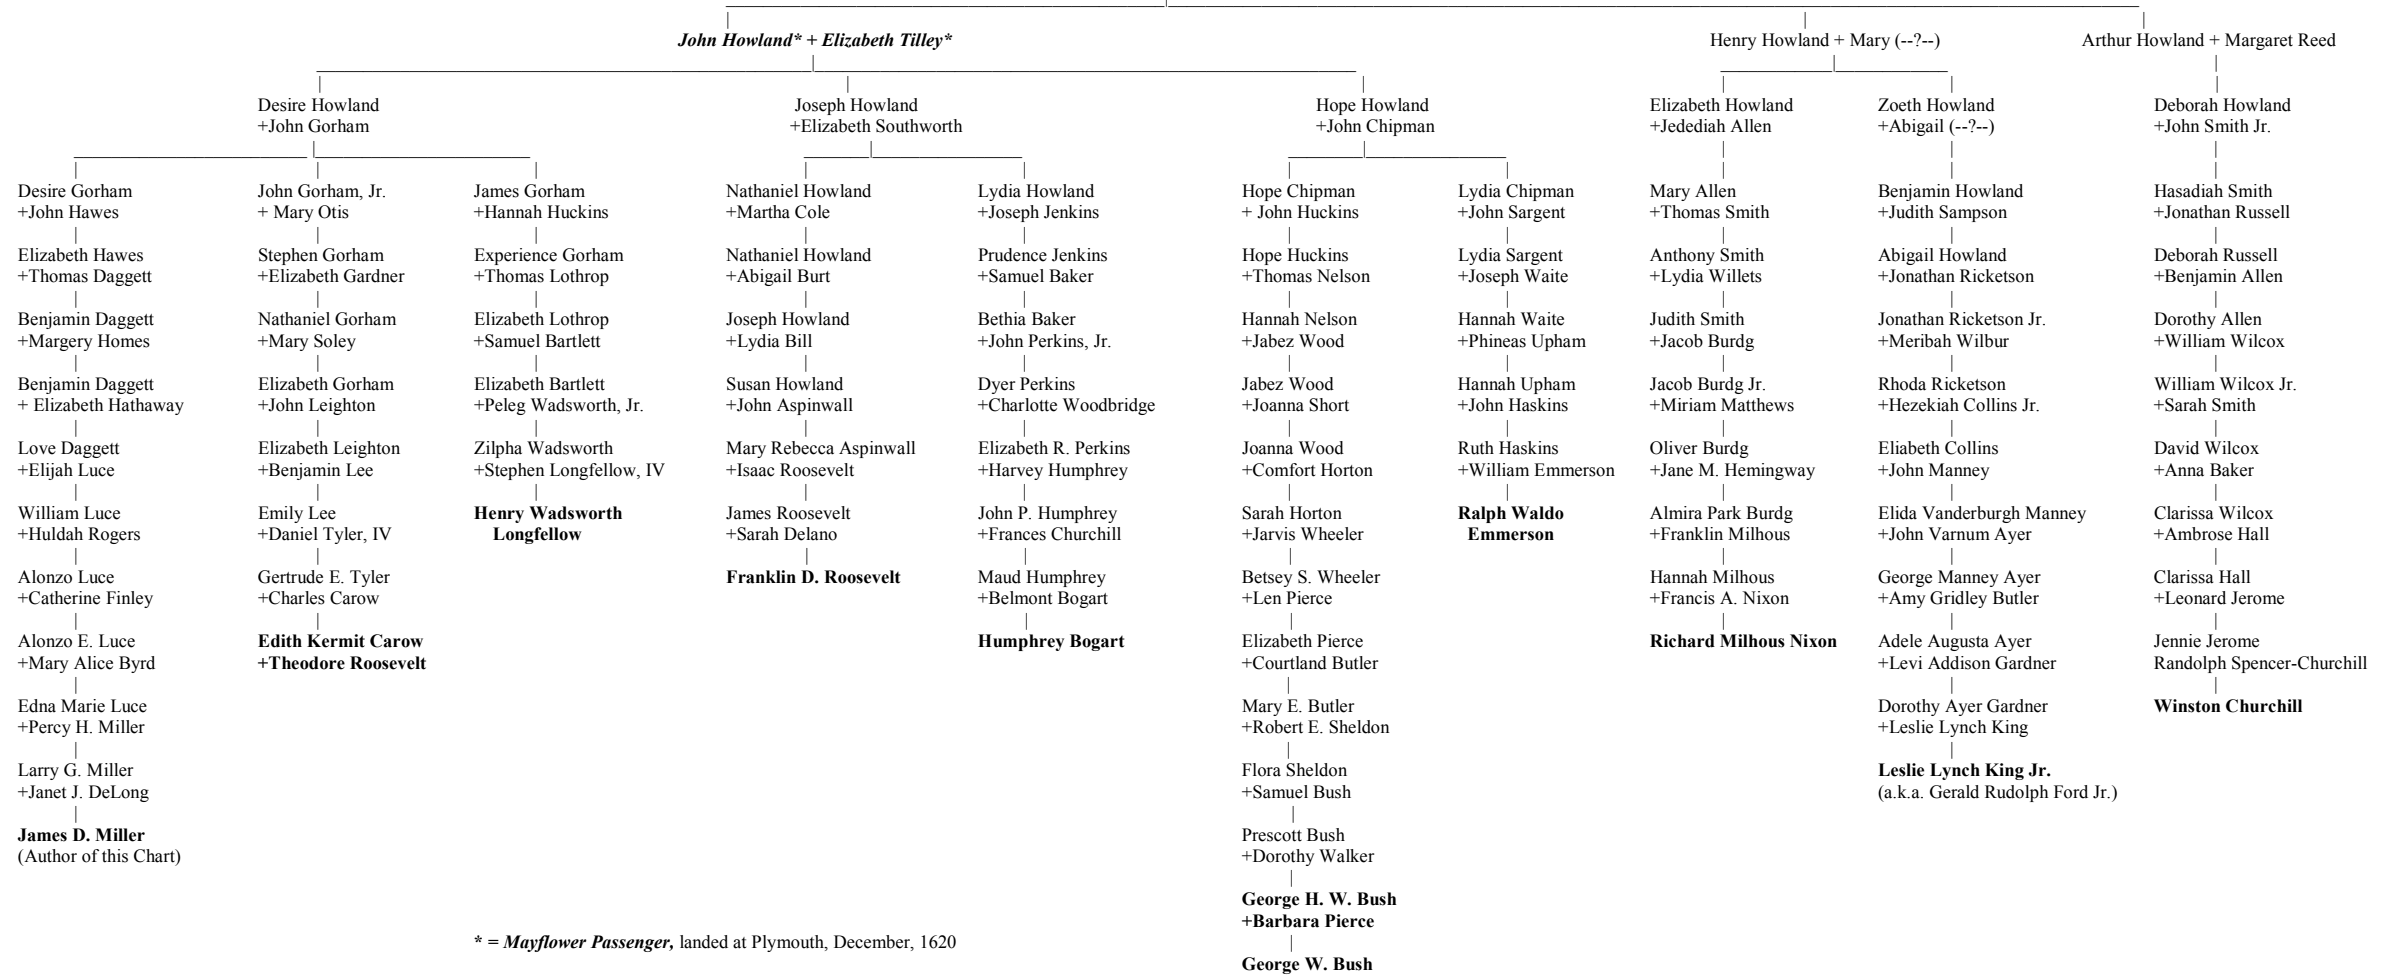 John Howland* + Elizabeth Tilley*
Henry Howland + Mary (--?--)
Arthur Howland + Margaret Reed
Desire Howland
+John Gorham
Joseph Howland
+Elizabeth Southworth
Hope Howland
+John Chipman
Elizabeth Howland
+Jedediah Allen
Zoeth Howland
+Abigail (--?--)
Deborah Howland
+John Smith Jr.
Desire Gorham
+John Hawes
Elizabeth Hawes
+Thomas Daggett
Benjamin Daggett
+Margery Homes
Benjamin Daggett
+ Elizabeth Hathaway
Love Daggett
+Elijah Luce
William Luce
+Huldah Rogers
Alonzo Luce
+Catherine Finley
Alonzo E. Luce
+Mary Alice Byrd
Edna Marie Luce
+Percy H. Miller
Larry G. Miller
+Janet J. DeLong
James D. Miller
(Author of this Chart)
John Gorham, Jr.
+ Mary Otis
Stephen Gorham
+Elizabeth Gardner
Nathaniel Gorham
+Mary Soley
Elizabeth Gorham
+John Leighton
Elizabeth Leighton
+Benjamin Lee
Emily Lee
+Daniel Tyler, IV
Gertrude E. Tyler
+Charles Carow
Edith Kermit Carow
+Theodore Roosevelt
James Gorham
+Hannah Huckins
Experience Gorham
+Thomas Lothrop
Elizabeth Lothrop
+Samuel Bartlett
Elizabeth Bartlett
+Peleg Wadsworth, Jr.
Zilpha Wadsworth
+Stephen Longfellow, IV
Henry Wadsworth
Longfellow
Nathaniel Howland
+Martha Cole
Nathaniel Howland
+Abigail Burt
Joseph Howland
+Lydia Bill
Susan Howland
+John Aspinwall
Mary Rebecca Aspinwall
+Isaac Roosevelt
James Roosevelt
+Sarah Delano
Franklin D. Roosevelt
Lydia Howland
+Joseph Jenkins
Prudence Jenkins
+Samuel Baker
Bethia Baker
+John Perkins, Jr.
Dyer Perkins
+Charlotte Woodbridge
Elizabeth R. Perkins
+Harvey Humphrey
John P. Humphrey
+Frances Churchill
Maud Humphrey
+Belmont Bogart
Humphrey Bogart
Hope Chipman
+ John Huckins
Hope Huckins
+Thomas Nelson
Hannah Nelson
+Jabez Wood
Jabez Wood
+Joanna Short
Joanna Wood
+Comfort Horton
Sarah Horton
+Jarvis Wheeler
Betsey S. Wheeler
+Len Pierce
Elizabeth Pierce
+Courtland Butler
Mary E. Butler
+Robert E. Sheldon
Flora Sheldon
+Samuel Bush
Prescott Bush
+Dorothy Walker
George H. W. Bush
+Barbara Pierce
George W. Bush
Lydia Chipman
+John Sargent
Lydia Sargent
+Joseph Waite
Hannah Waite
+Phineas Upham
Hannah Upham
+John Haskins
Ruth Haskins
+William Emmerson
Ralph Waldo
Emmerson
Mary Allen
+Thomas Smith
Anthony Smith
+Lydia Willets
Judith Smith
+Jacob Burdg
Jacob Burdg Jr.
+Miriam Matthews
Oliver Burdg
+Jane M. Hemingway
Almira Park Burdg
+Franklin Milhous
Hannah Milhous
+Francis A. Nixon
Richard Milhous Nixon
Benjamin Howland
+Judith Sampson
Abigail Howland
+Jonathan Ricketson
Jonathan Ricketson Jr.
+Meribah Wilbur
Rhoda Ricketson
+Hezekiah Collins Jr.
Eliabeth Collins
+John Manney
Elida Vanderburgh Manney
+John Varnum Ayer
George Manney Ayer
+Amy Gridley Butler
Adele Augusta Ayer
+Levi Addison Gardner
Dorothy Ayer Gardner
+Leslie Lynch King
Leslie Lynch King Jr.
(a.k.a. Gerald Rudolph Ford Jr.)
Hasadiah Smith
+Jonathan Russell
Deborah Russell
+Benjamin Allen
Dorothy Allen
+William Wilcox
William Wilcox Jr.
+Sarah Smith
David Wilcox
+Anna Baker
Clarissa Wilcox
+Ambrose Hall
Clarissa Hall
+Leonard Jerome
Jennie Jerome
Randolph Spencer-Churchill
Winston Churchill
* = Mayflower Passenger, landed at Plymouth, December, 1620